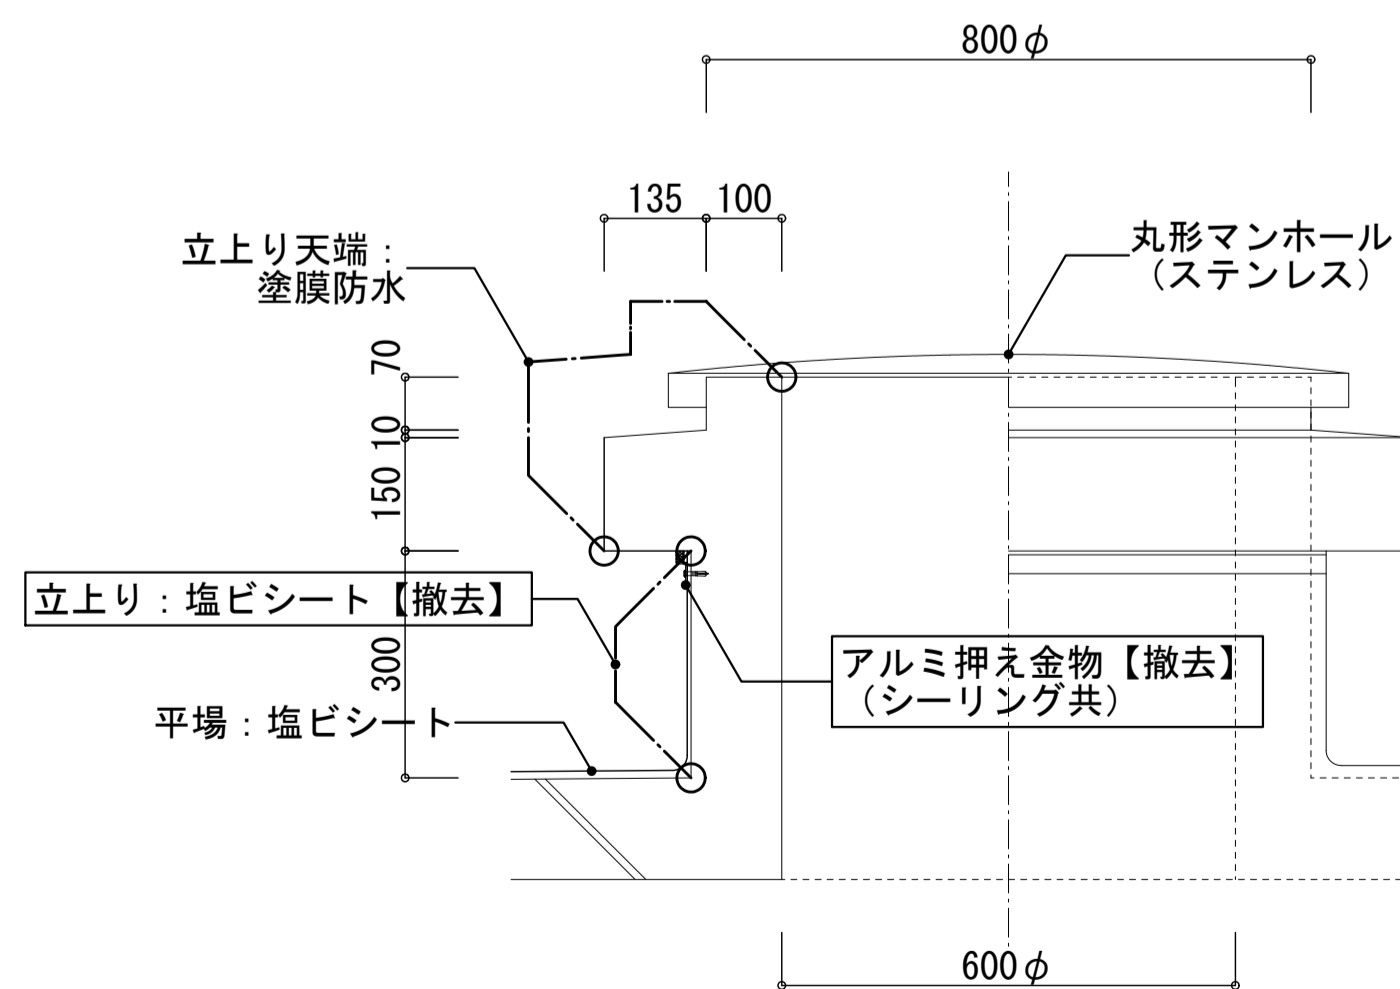 800φ
135
100
立上り天端：
塗膜防水
丸形マンホール
（ステンレス）
70
10
150
300
立上り：塩ビシート【撤去】
アルミ押え金物【撤去】
（シーリング共）
平場：塩ビシート
600φ